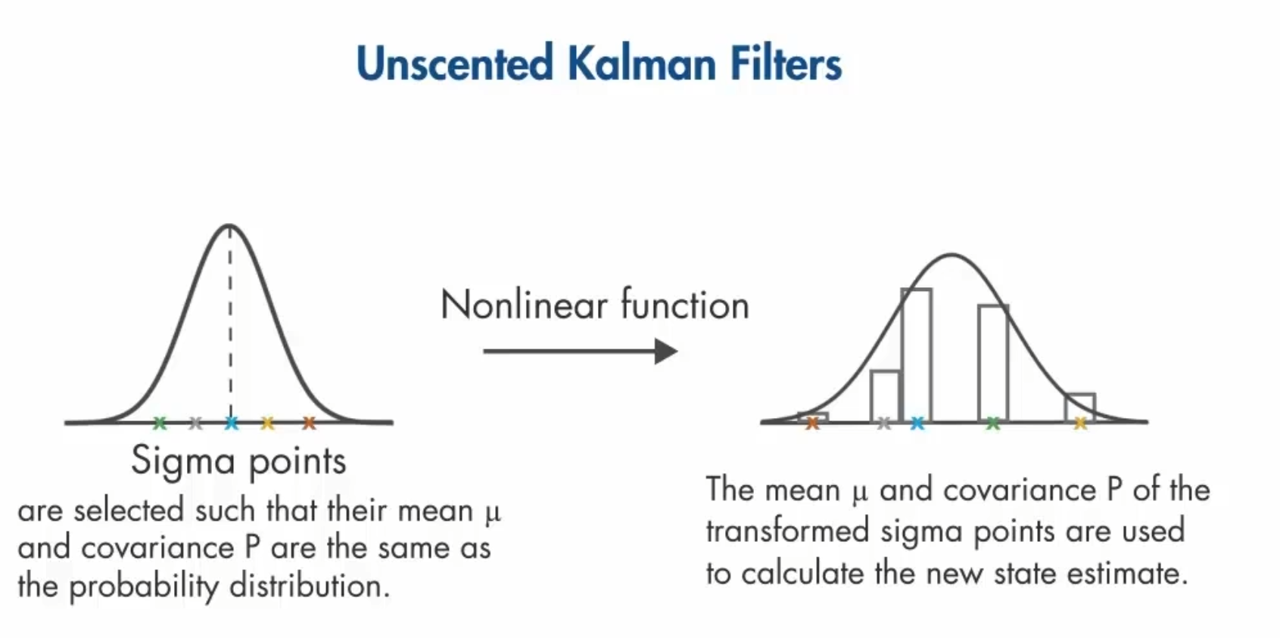 Unscented Kalman Filters
Nonlinear function
Sigma points
are selected such that their mean μ
and covariance P are the same as
the probability distribution.
The mean μ and covariance P of the
transformed sigma points are used
to calculate the new state estimate.